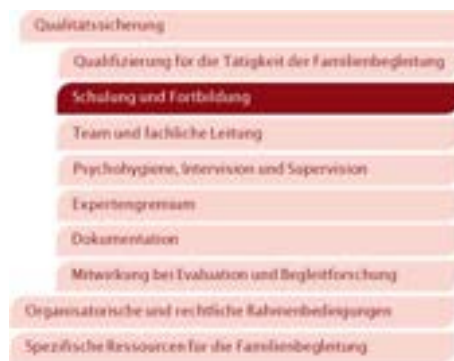 Qualitätssicherung
Qualifizierung für die Tätigkeit der Familienbegleitung
Schulung und Fortbildung
Team und fachliche Leitung
Psychohygiene, Intervision und Supervision
Expertengremium
Dokumentation
Mitwirkung bei Evaluation und Begleitforschung
Organisatorische und rechtliche Rahmenbedingungen
Spezifische Ressourcen für die Familienbegleitung